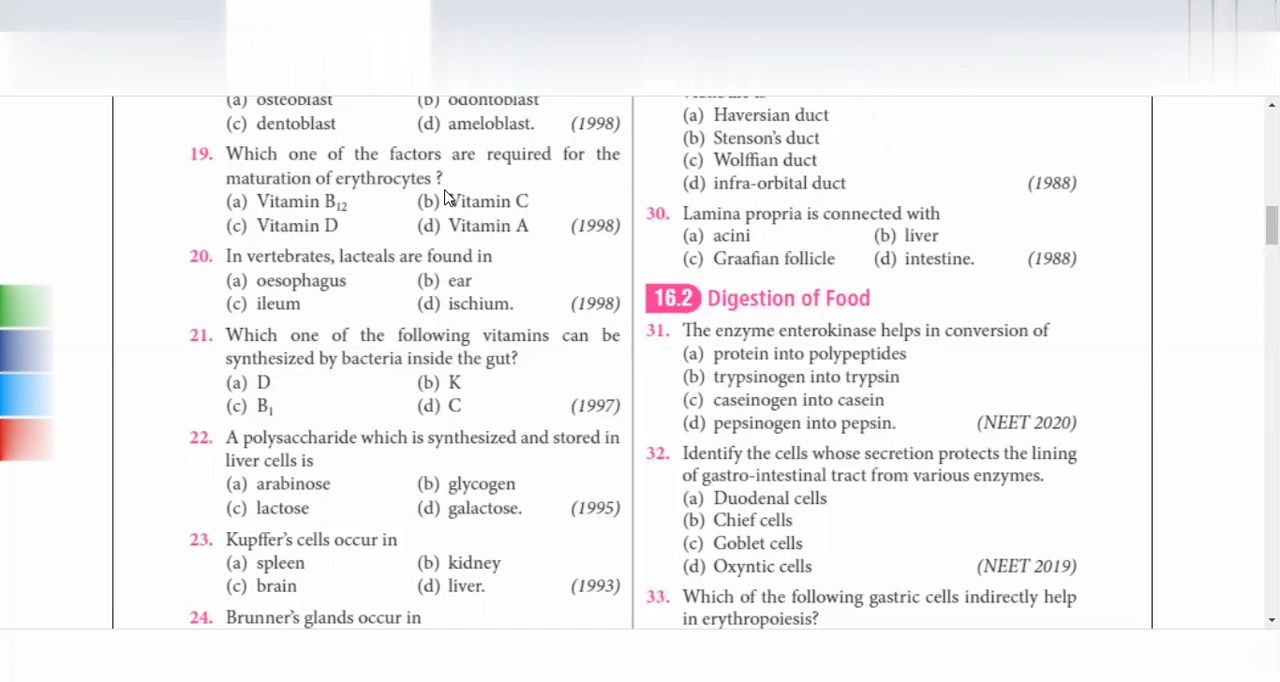 (a) osteoblast (b) odontoblast
(c) dentoblast (d) ameloblast. (1998)
19. Which one of the factors are required for the
maturation of erythrocytes ?
(a) Vitamin B12 (b) Vitamin C
(c) Vitamin D (d) Vitamin A (1998)
20. In vertebrates, lacteals are found in
(a) oesophagus (b) ear
(c) ileum (d) ischium. (1998)
21. Which one of the following vitamins can be
synthesized by bacteria inside the gut?
(a) D (b) K
(c) B1 (d) C (1997)
22. A polysaccharide which is synthesized and stored in
liver cells is
(a) arabinose (b) glycogen
(c) lactose (d) galactose. (1995)
23. Kupffer's cells occur in
(a) spleen (b) kidney
(c) brain (d) liver. (1993)
24. Brunner's glands occur in
(a) Haversian duct
(b) Stenson's duct
(c) Wolffian duct
(d) infra-orbital duct (1988)
30. Lamina propria is connected with
(a) acini (b) liver
(c) Graafian follicle (d) intestine. (1988)
16.2 Digestion of Food
31. The enzyme enterokinase helps in conversion of
(a) protein into polypeptides
(b) trypsinogen into trypsin
(c) caseinogen into casein
(d) pepsinogen into pepsin. (NEET 2020)
32. Identify the cells whose secretion protects the lining
of gastro-intestinal tract from various enzymes.
(a) Duodenal cells
(b) Chief cells
(c) Goblet cells
(d) Oxyntic cells (NEET 2019)
33. Which of the following gastric cells indirectly help
in erythropoiesis?